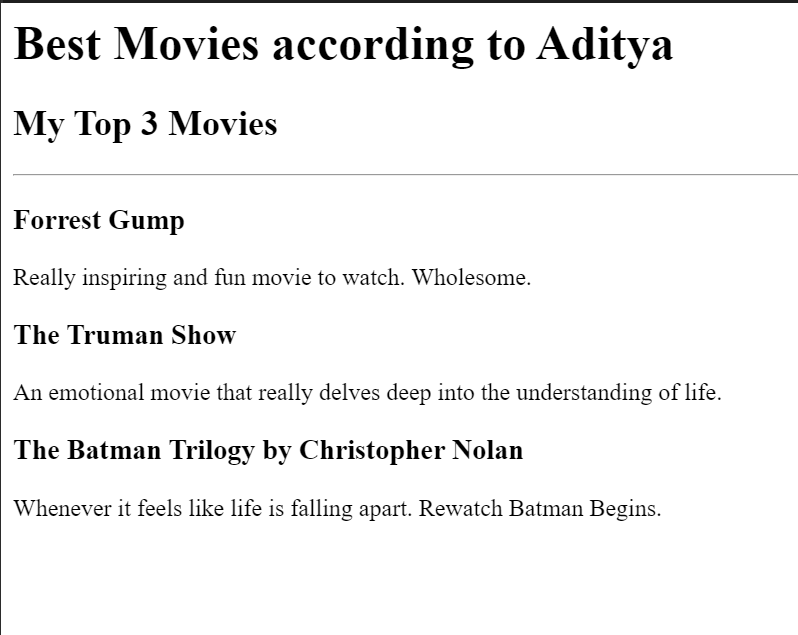 Best Movies according to Aditya
My Top 3 Movies
Forrest Gump
Really inspiring and fun movie to watch. Wholesome.
The Truman Show
An emotional movie that really delves deep into the understanding of life.
The Batman Trilogy by Christopher Nolan
Whenever it feels like life is falling apart. Rewatch Batman Begins.